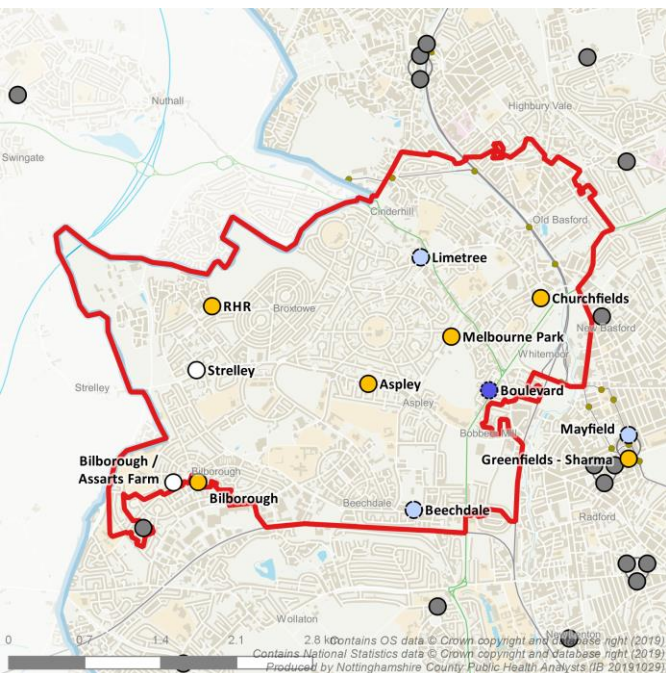 Nuthall
Highbury Vale
Swingate
Cinderhill
Old Basford
Limetree
Churchfields
RHR
Broxtowe
New Basford
Melbourne Park
Whitemoor
Strelley
Strelley
Aspley
Aspley
Boulevard
Mayfield
Bilborough /
Assarts Farm
Bilborough
Greenfields - Sharma
Bilborough
Radford
Beechdale
Beechdale
Wollaton
0 0.7 1.4 2.1 2.8 km
Contains OS data © Crown copyright and database right (2019)
Contains National Statistics data © Crown copyright and database right (2019)
Produced by Nottinghamshire County Public Health Analysts (IB 20191029)